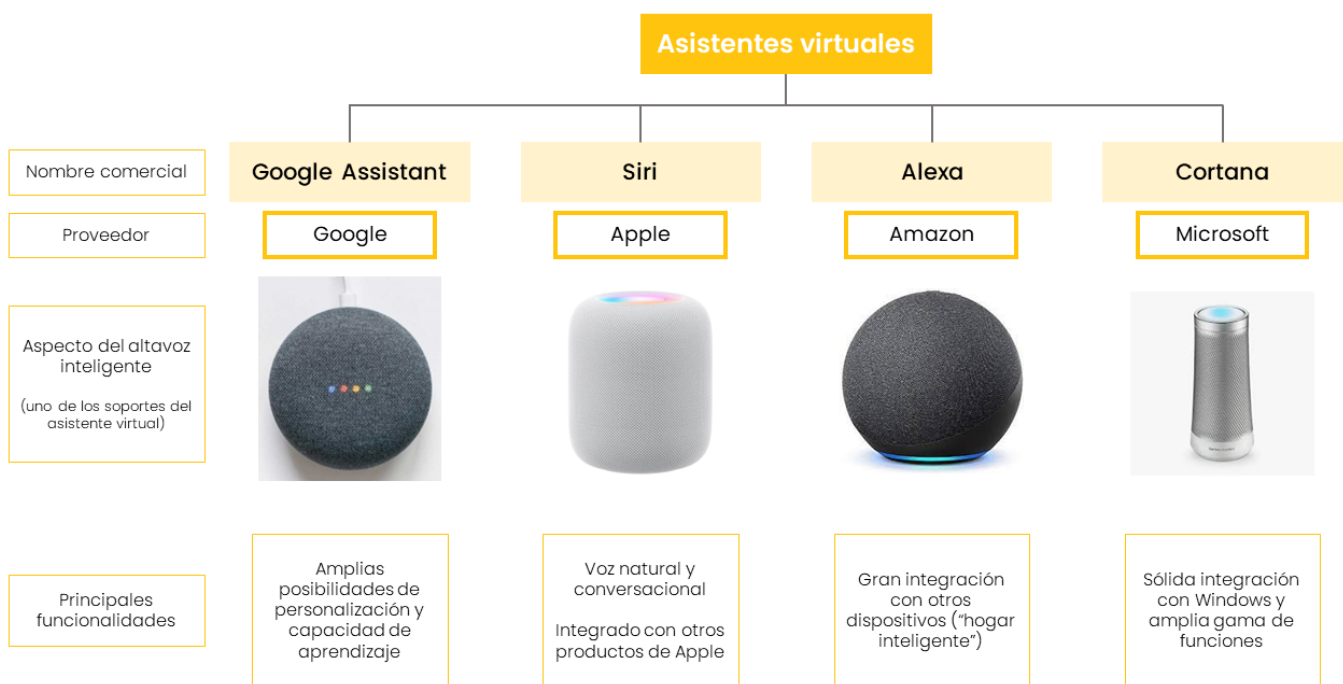 Asistentes virtuales
Nombre comercial
Google Assistant
Siri
Alexa
Cortana
Proveedor
Google
Apple
Amazon
Microsoft
Aspecto del altavoz
inteligente
(uno de los soportes del
asistente virtual)
Principales
funcionalidades
Amplias
posibilidades de
personalización y
capacidad de
aprendizaje
Voz natural y
conversacional
Integrado con otros
productos de Apple
Gran integración
con otros
dispositivos (“hogar
inteligente”)
Sólida integración
con Windows y
amplia gama de
funciones